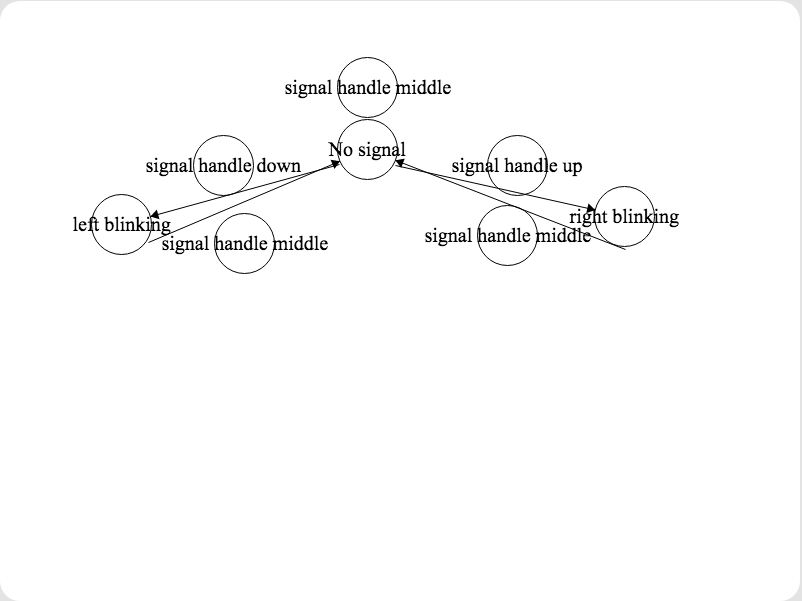 signal handle middle
No signal
signal handle down
signal handle up
left blinking
right blinking
signal handle middle
signal handle middle